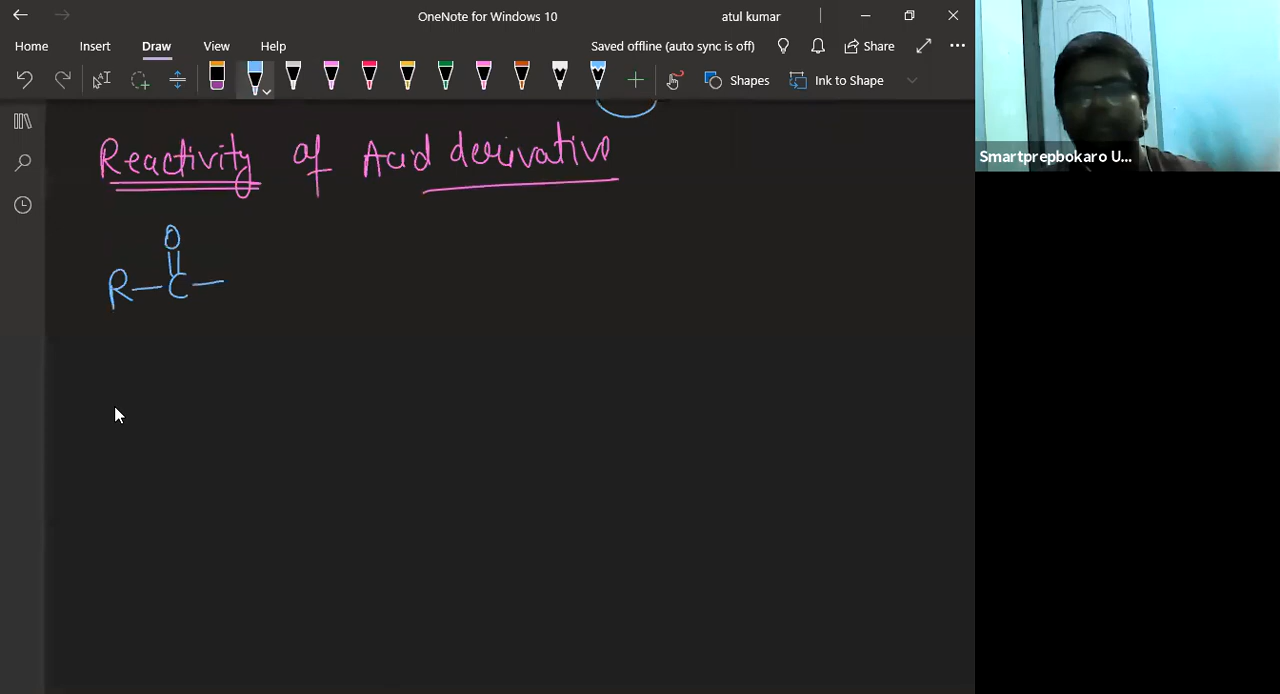 OneNote for Windows 10
atul kumar
Home Insert Draw View Help
Saved offline (auto sync is off)
Share
Shapes
Ink to Shape
Smartprepbokaro U...
Reactivity of Acid derivative
O
R—C—